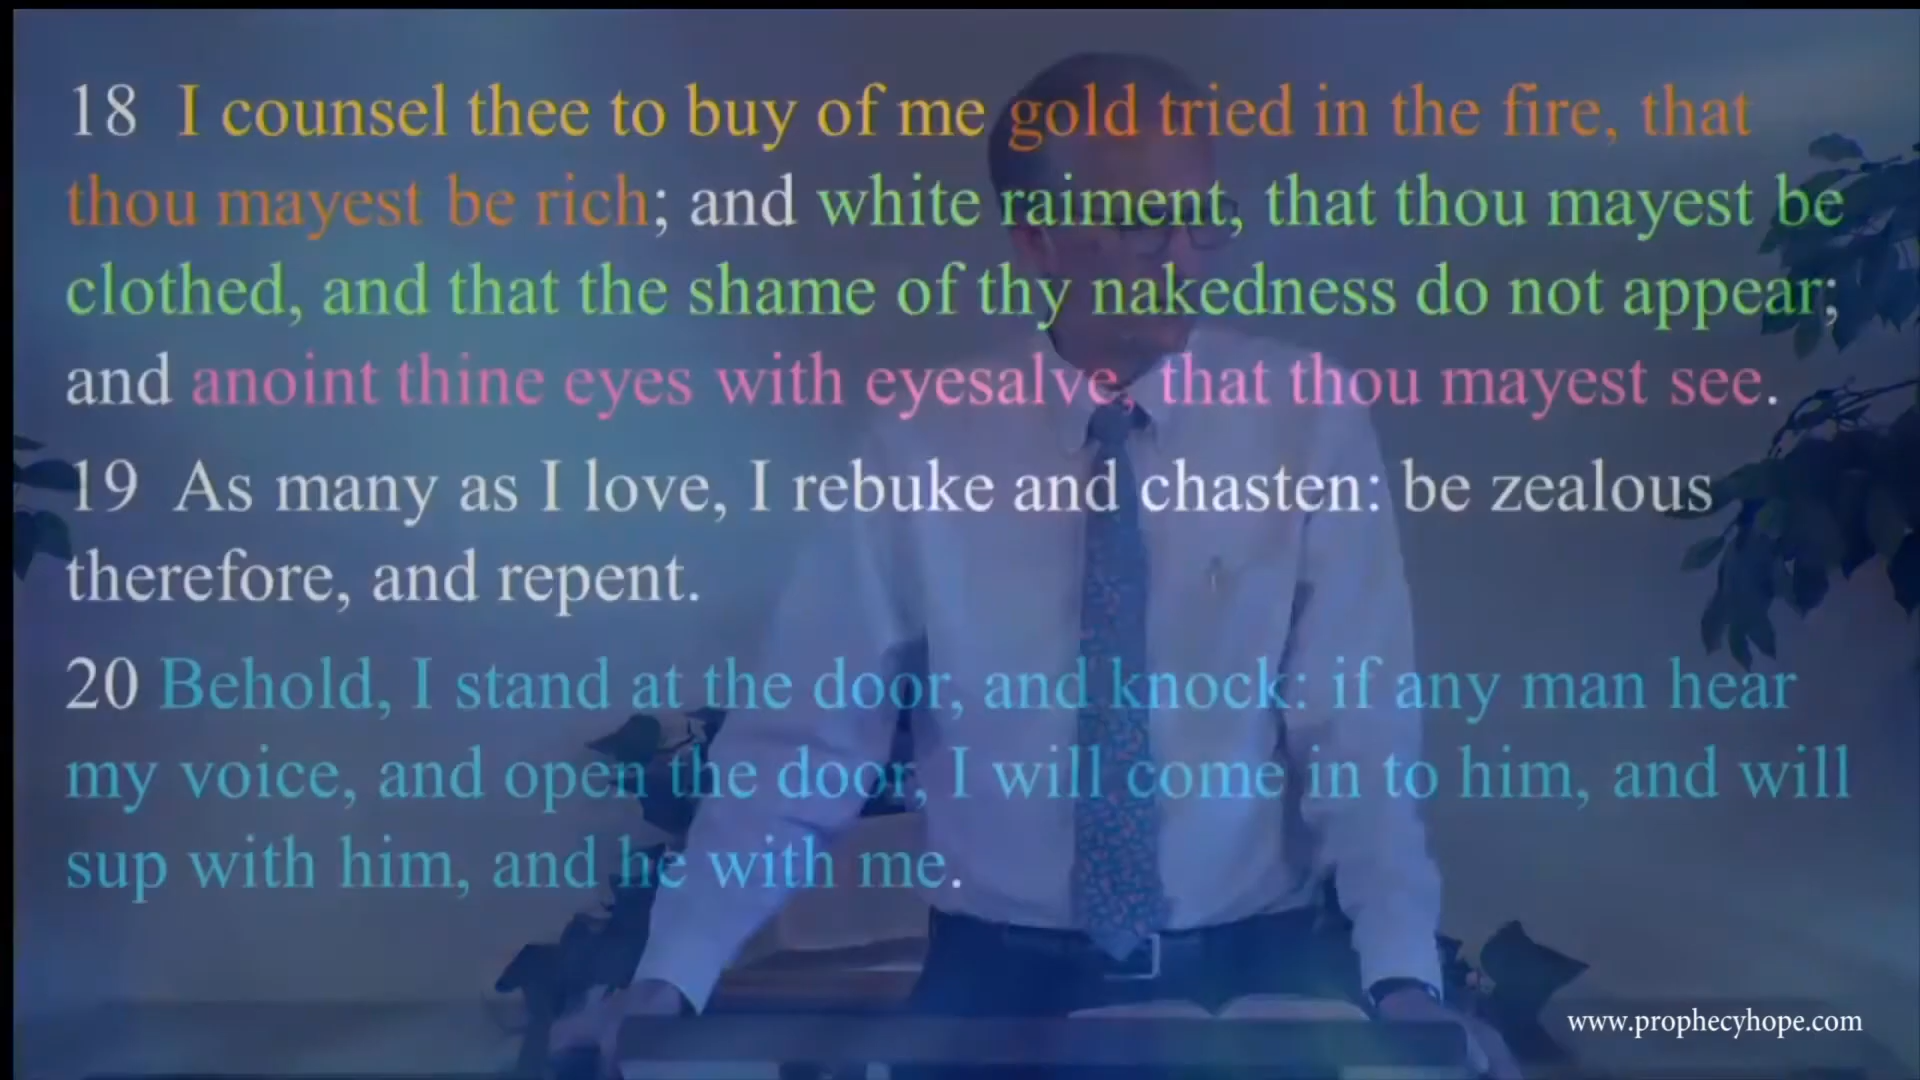 18 I counsel thee to buy of me gold tried in the fire, that
thou mayest be rich; and white raiment, that thou mayest be
clothed, and that the shame of thy nakedness do not appear;
and anoint thine eyes with eyesalve, that thou mayest see.
19 As many as I love, I rebuke and chasten: be zealous
therefore, and repent.
20 Behold, I stand at the door, and knock: if any man hear
my voice, and open the door, I will come in to him, and will
sup with him, and he with me.
www.prophecyhope.com